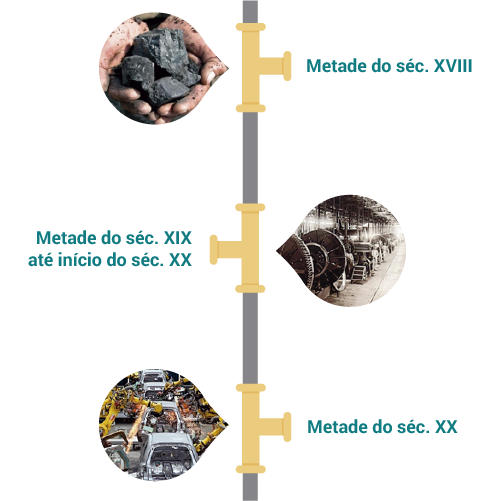 Metade do séc. XVIII
Metade do séc. XIX
até início do séc. XX
Metade do séc. XX